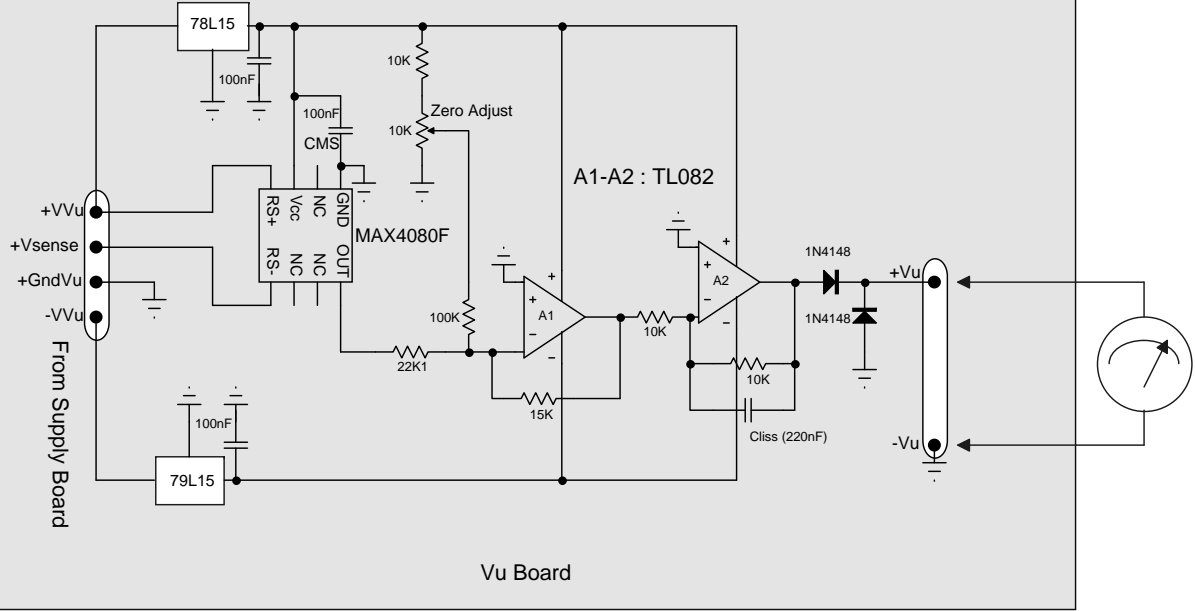 78L15
100nF
10K
100nF
CMS
10K
Zero Adjust
A1-A2 : TL082
+VVu
+Vsense
+GndVu
-VVu
RS+
Vcc
NC
GND
RS-
NC
NC
OUT
MAX4080F
100K
22K1
+
+
−
−
A1
15K
10K
+
+
−
−
A2
10K
Cliss (220nF)
1N4148
1N4148
+Vu
-Vu
From Supply Board
100nF
79L15
Vu Board